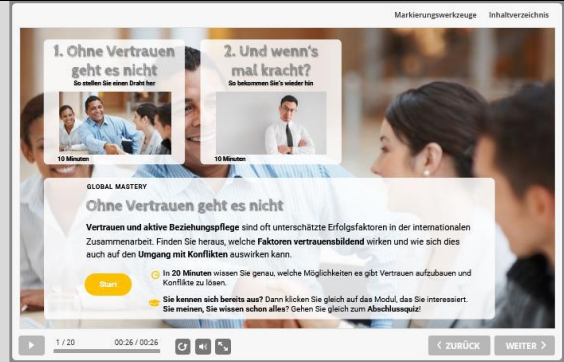 Markierungswerkzeuge Inhaltverzeichnis
1. Ohne Vertrauen
geht es nicht
So stellen Sie einen Draht her
10 Minuten
2. Und wenn's
mal kracht?
So bekommen Sie's wieder hin
10 Minuten
GLOBAL MASTERY
Ohne Vertrauen geht es nicht
Vertrauen und aktive Beziehungspflege sind oft unterschätzte Erfolgsfaktoren in der internationalen
Zusammenarbeit. Finden Sie heraus, welche Faktoren vertrauensbildend wirken und wie sich dies
auch auf den Umgang mit Konflikten auswirken kann.
Start
In 20 Minuten wissen Sie genau, welche Möglichkeiten es gibt Vertrauen aufzubauen und
Konflikte zu lösen.
Sie kennen sich bereits aus? Dann klicken Sie gleich auf das Modul, das Sie interessiert.
Sie meinen, Sie wissen schon alles? Gehen Sie gleich zum Abschlussquiz!
1 / 20 00:26 / 00:26
ZURÜCK WEITER